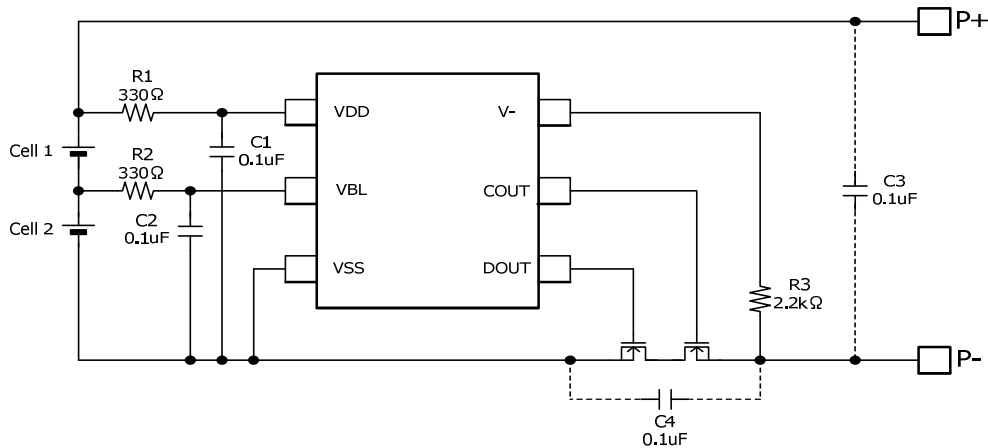 P+
R1
330Ω
VDD
V-
C1
0.1uF
Cell 1
R2
330Ω
VBL
COUT
C3
0.1uF
Cell 2
C2
0.1uF
VSS
DOUT
R3
2.2kΩ
P-
C4
0.1uF